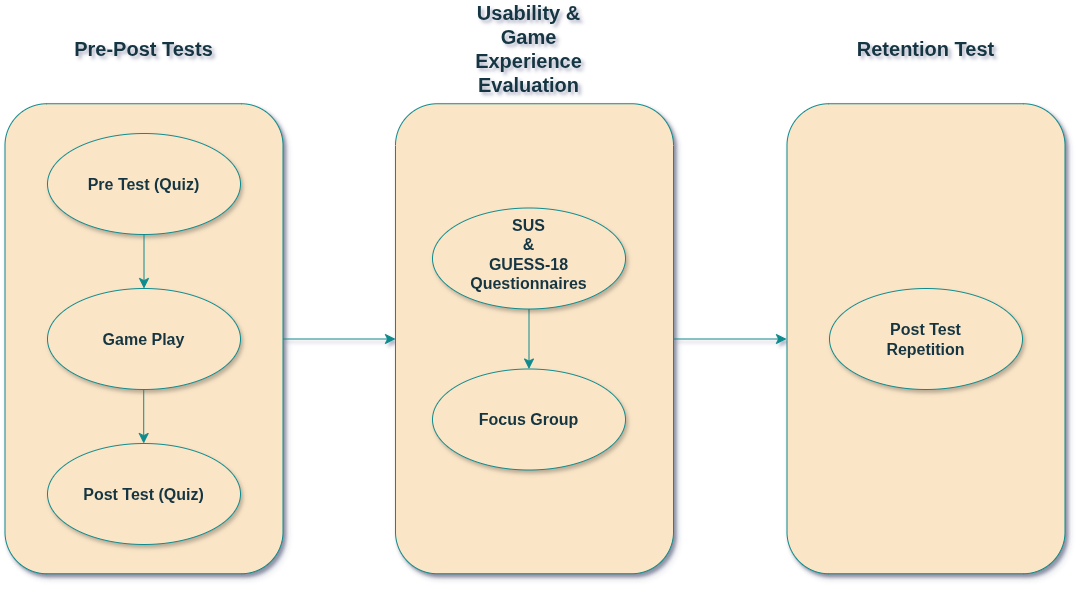 Pre-Post Tests
Usability &
Game
Experience
Evaluation
Retention Test
Pre Test (Quiz)
Game Play
Post Test (Quiz)
SUS
&
GUESS-18
Questionnaires
Focus Group
Post Test
Repetition